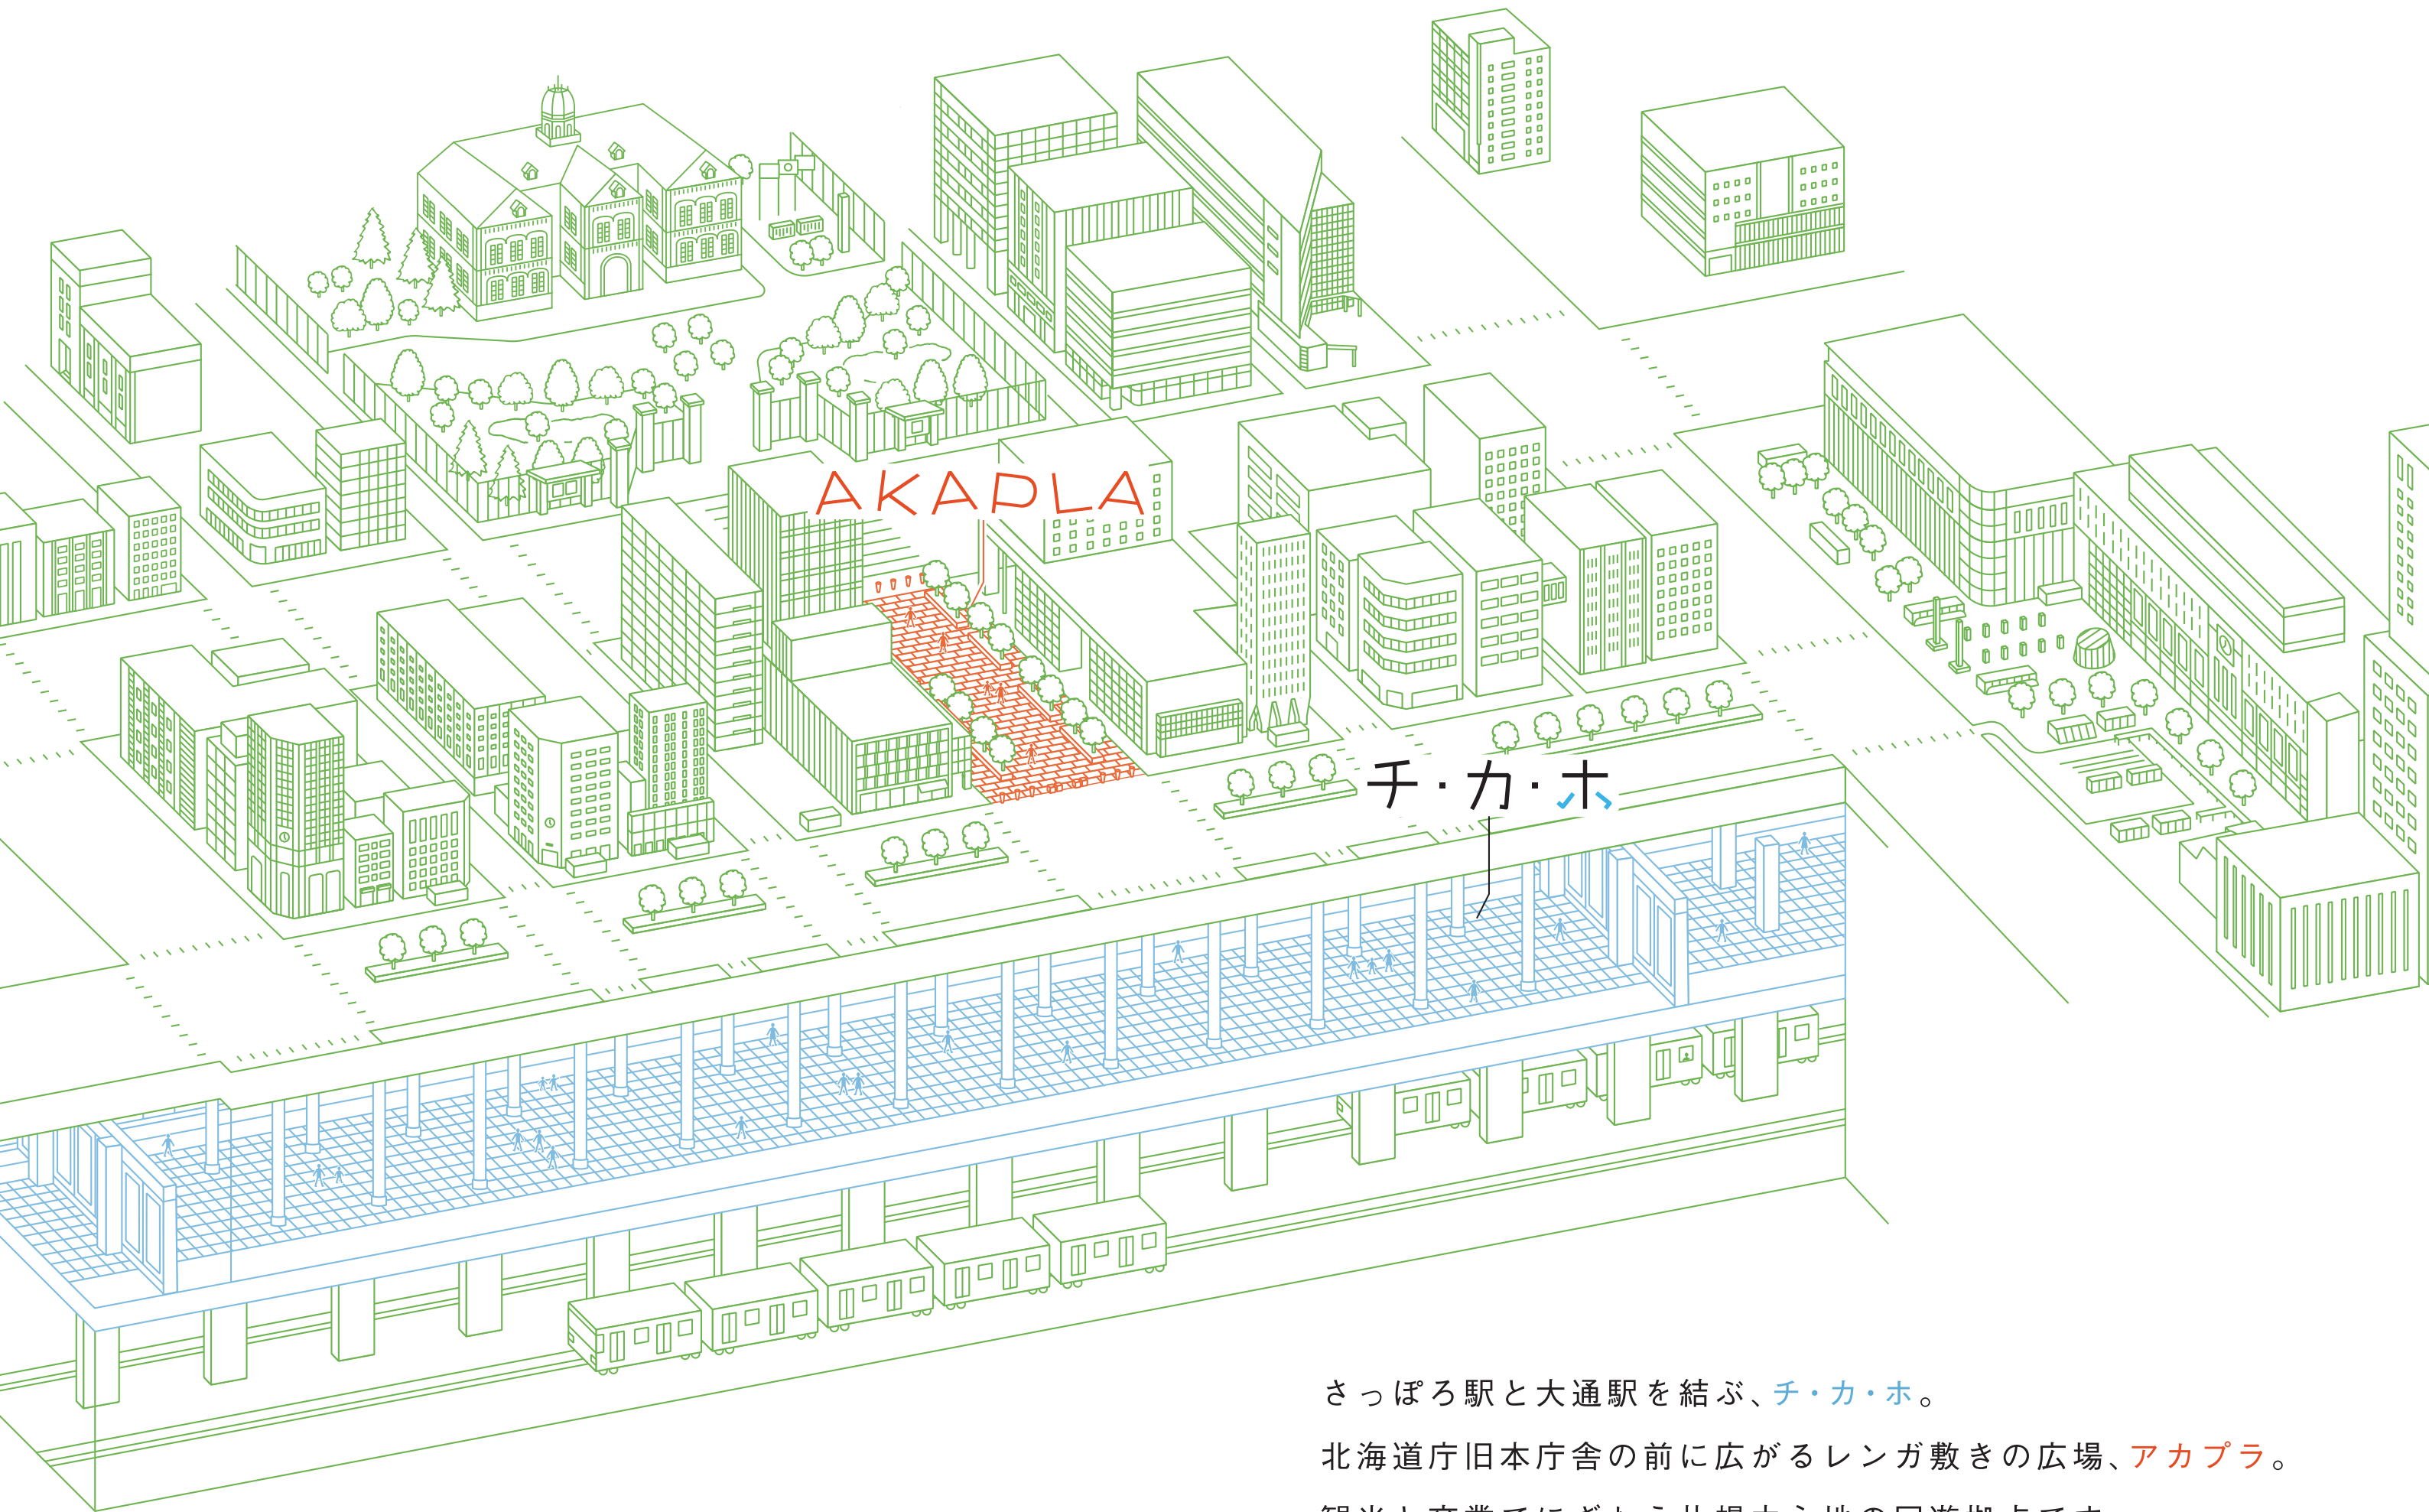 AKAPLA
チ・カ・ホ
さっぽろ駅と大通駅を結ぶ、チ・カ・ホ。
北海道庁旧本庁舎の前に広がるレンガ敷きの広場、アカプラ。